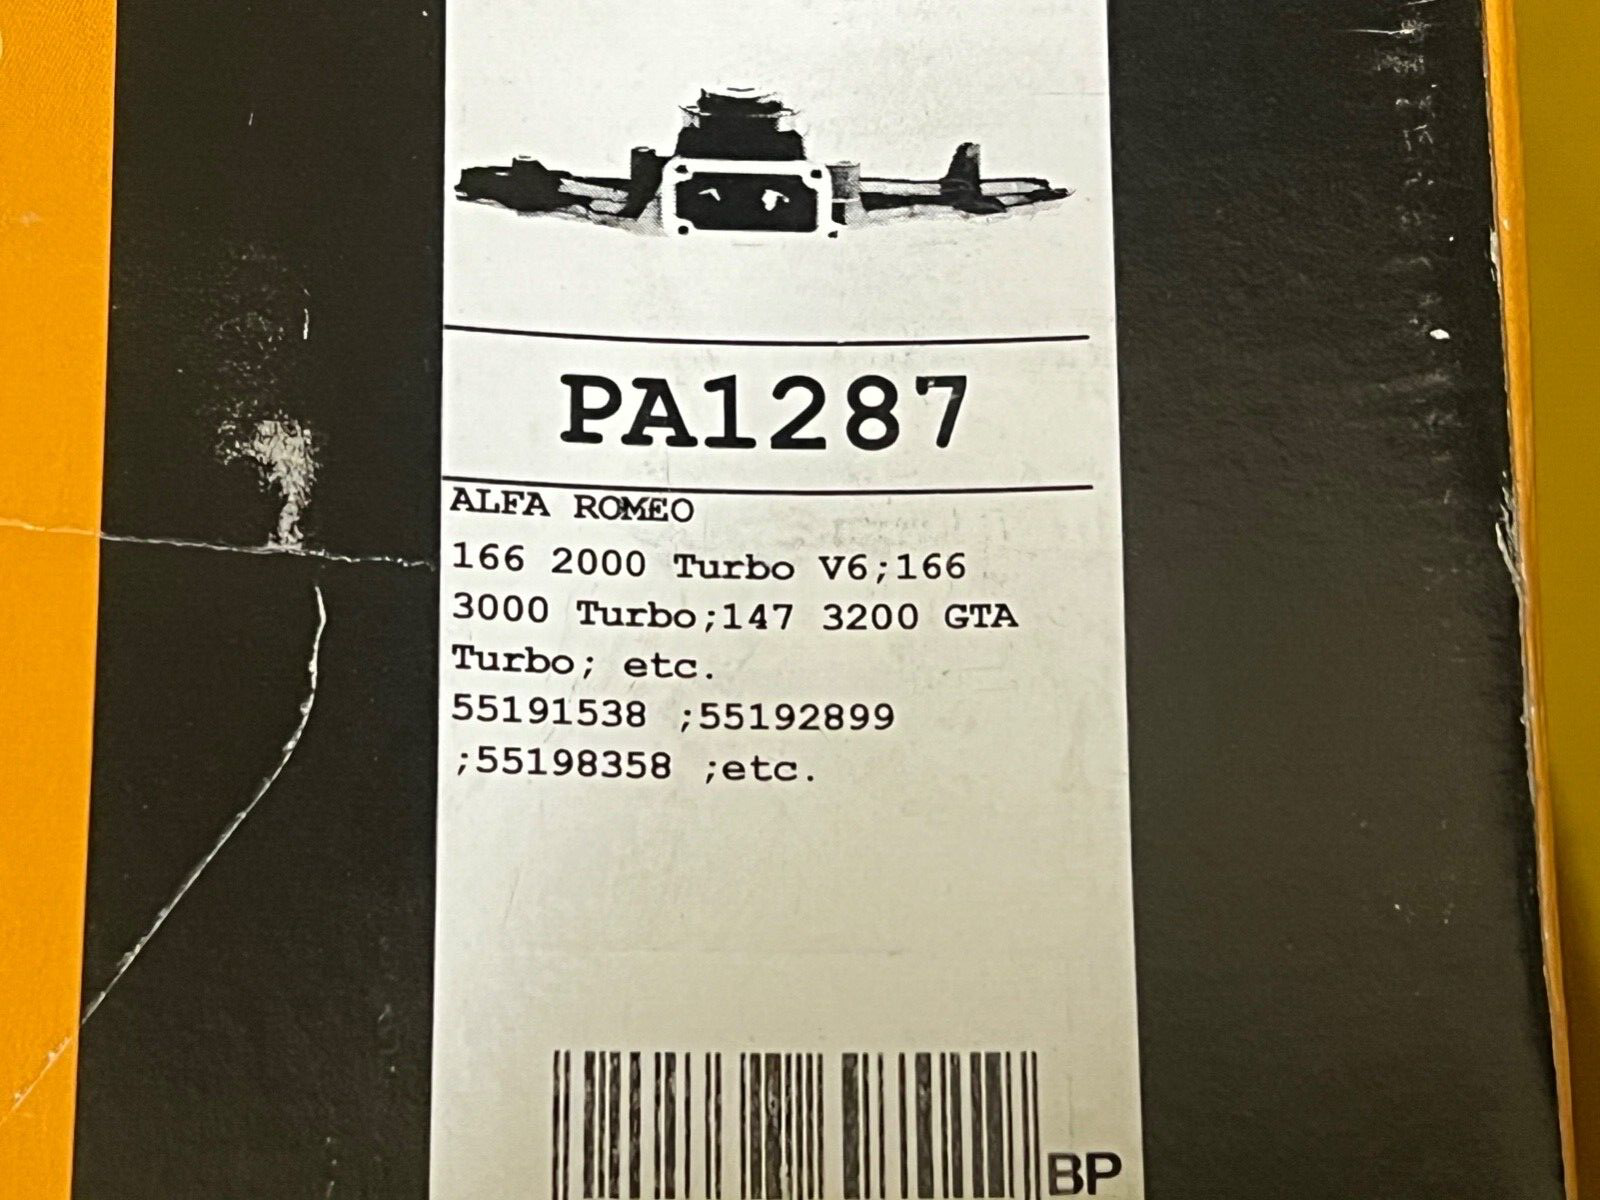 PA1287
ALFA ROMEO
166 2000 Turbo V6;166
3000 Turbo;147 3200 GTA
Turbo; etc.
55191538 ;55192899
;55198358 ;etc.
BP